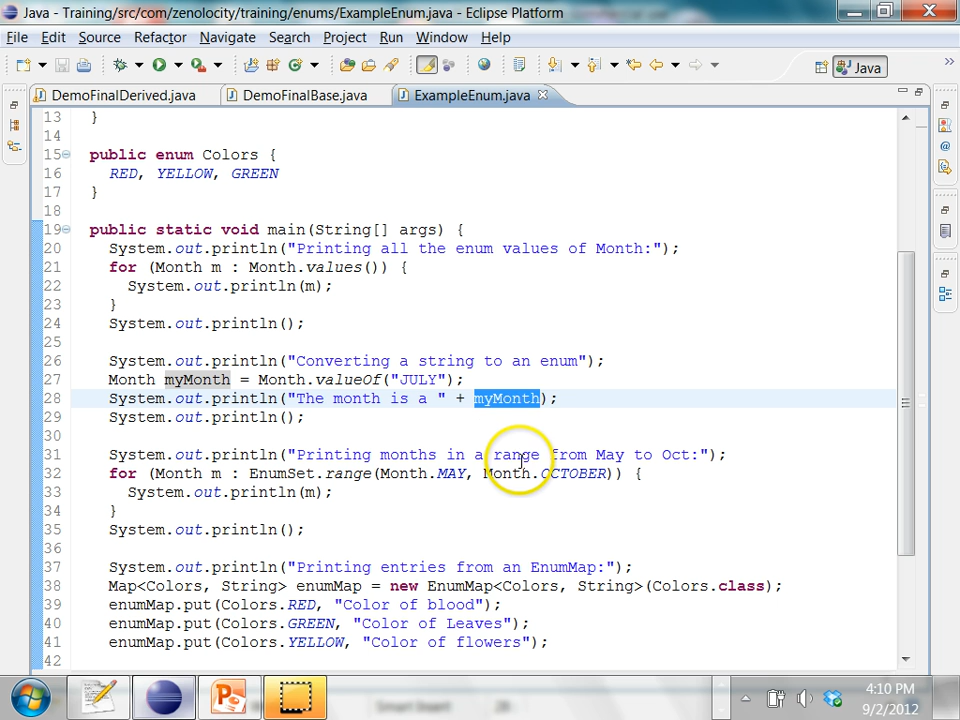 Java - Training/src/com/zenolocity/training/enums/ExampleEnum.java - Eclipse Platform
File Edit Source Refactor Navigate Search Project Run Window Help
Java
DemoFinalDerived.java DemoFinalBase.java ExampleEnum.java
13 }
14
15 public enum Colors {
16 RED, YELLOW, GREEN
17 }
18
19 public static void main(String[] args) {
20 System.out.println("Printing all the enum values of Month:");
21 for (Month m : Month.values()) {
22 System.out.println(m);
23 }
24 System.out.println();
25
26 System.out.println("Converting a string to an enum");
27 Month myMonth = Month.valueOf("JULY");
28 System.out.println("The month is a " + myMonth);
29 System.out.println();
30
31 System.out.println("Printing months in a range from May to Oct:");
32 for (Month m : EnumSet.range(Month.MAY, Month.OCTOBER)) {
33 System.out.println(m);
34 }
35 System.out.println();
36
37 System.out.println("Printing entries from an EnumMap:");
38 Map<Colors, String> enumMap = new EnumMap<Colors, String>(Colors.class);
39 enumMap.put(Colors.RED, "Color of blood");
40 enumMap.put(Colors.GREEN, "Color of Leaves");
41 enumMap.put(Colors.YELLOW, "Color of flowers");
42
4:10 PM
9/2/2012